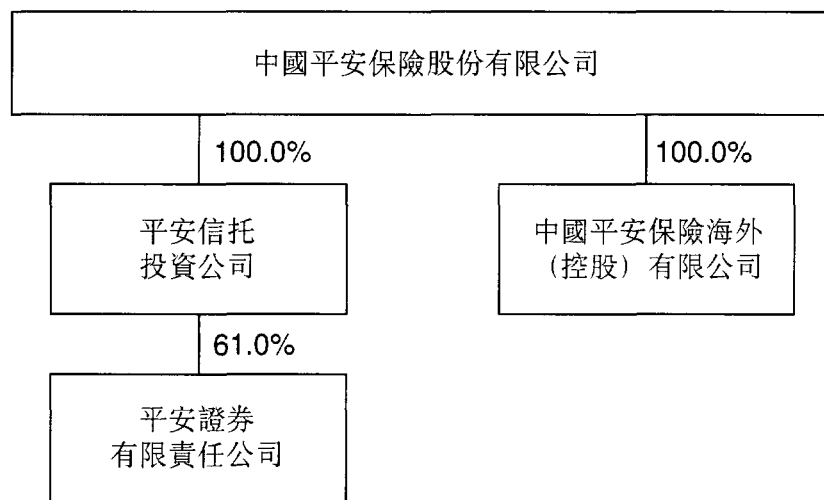 中國平安保險股份有限公司
100.0%
100.0%
平安信托
投資公司
中國平安保險海外
（控股）有限公司
61.0%
平安證券
有限責任公司